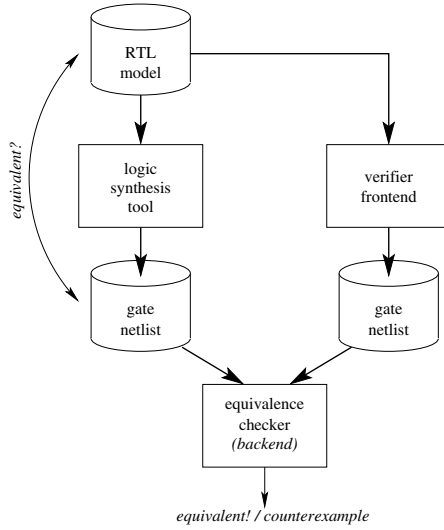 RTL
model
equivalent?
logic
synthesis
tool
verifier
frontend
gate
netlist
gate
netlist
equivalence
checker
(backend)
equivalent! / counterexample